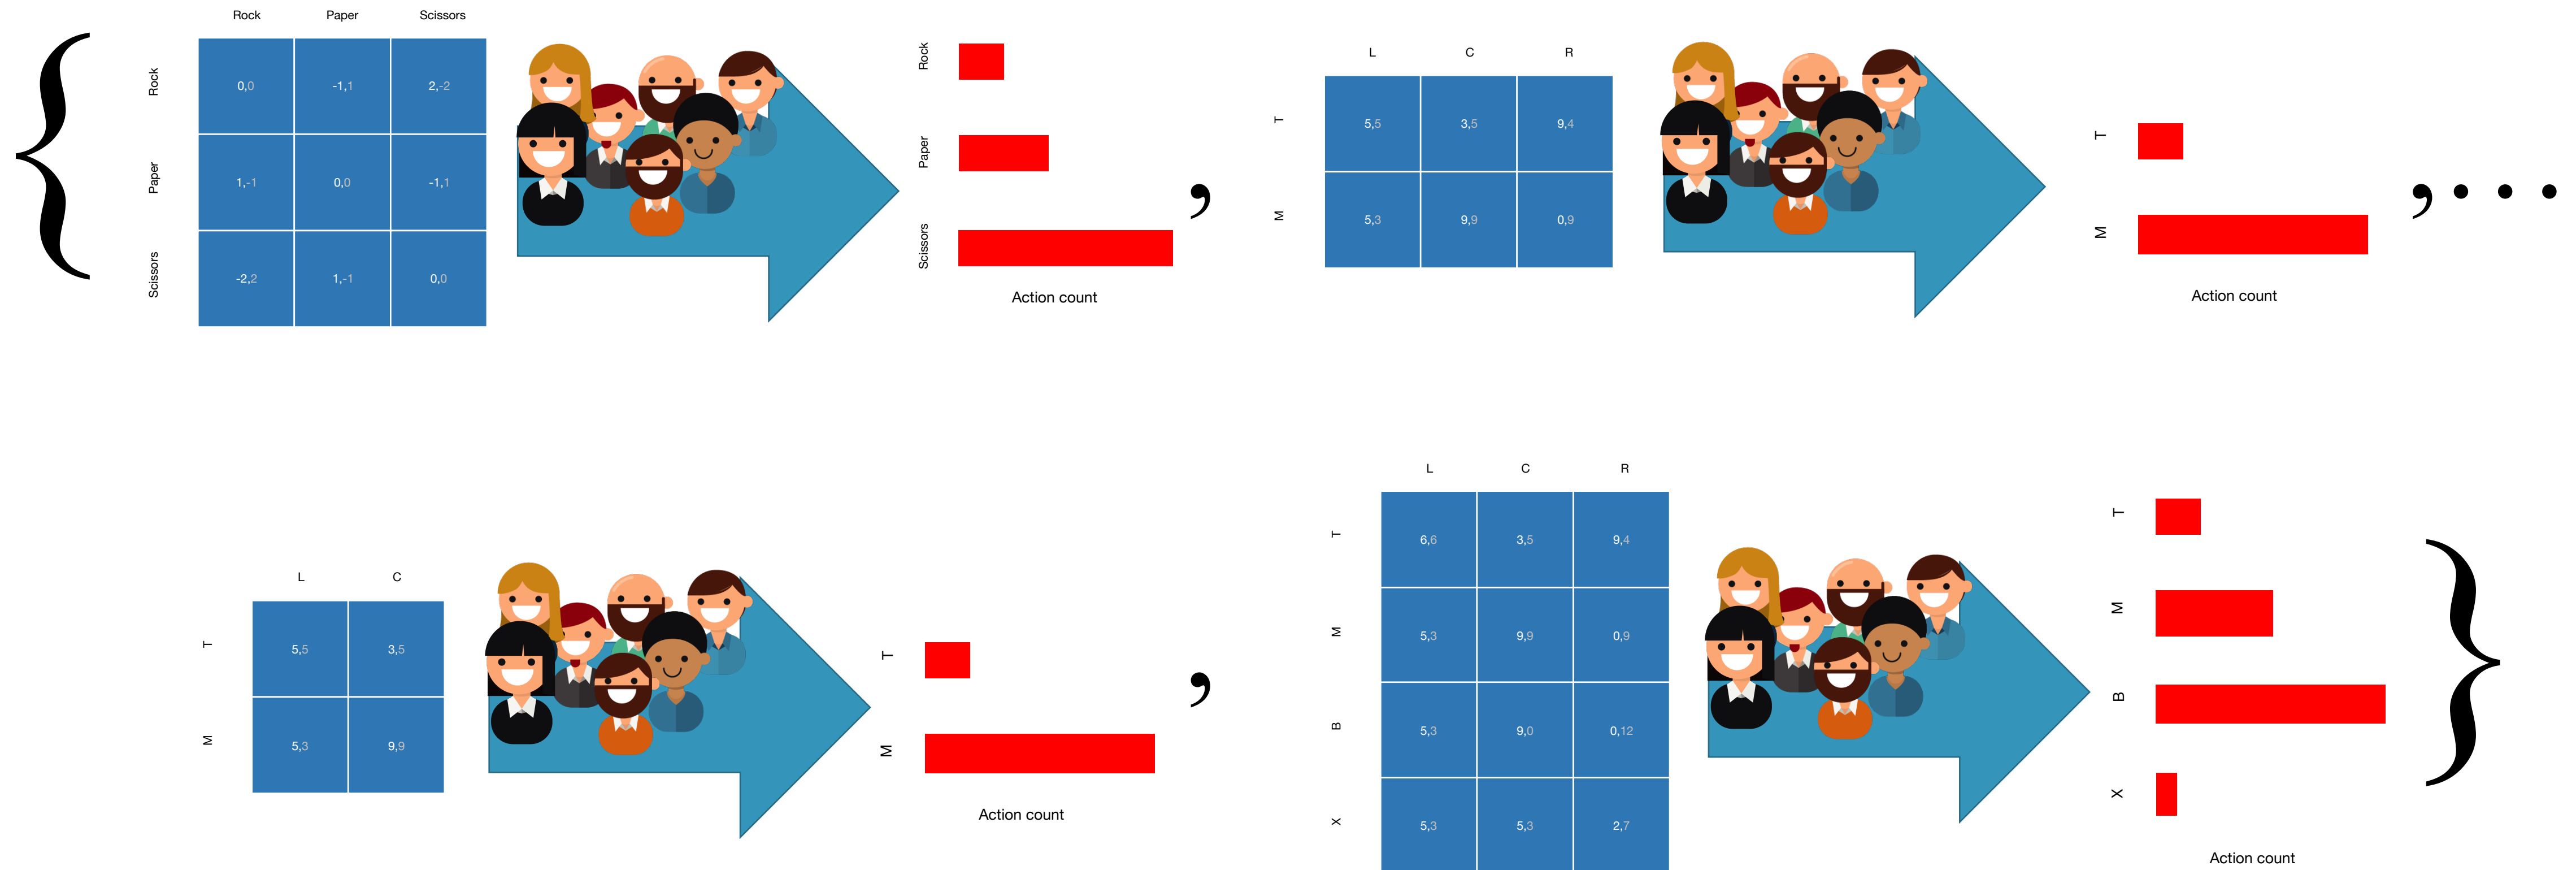 Rock Paper Scissors
Rock 0,0 -1,1 2,-2
Paper 1,-1 0,0 -1,1
Scissors -2,2 1,-1 0,0
Rock
Paper
Scissors
Action count
,
L C R
T 5,5 3,5 9,4
M 5,3 9,9 0,9
T
M
Action count
, . . .
L C
T 5,5 3,5
M 5,3 9,9
T
M
Action count
,
L C R
T 6,6 3,5 9,4
M 5,3 9,9 0,9
B 5,3 9,0 0,12
X 5,3 5,3 2,7
T
M
B
X
Action count